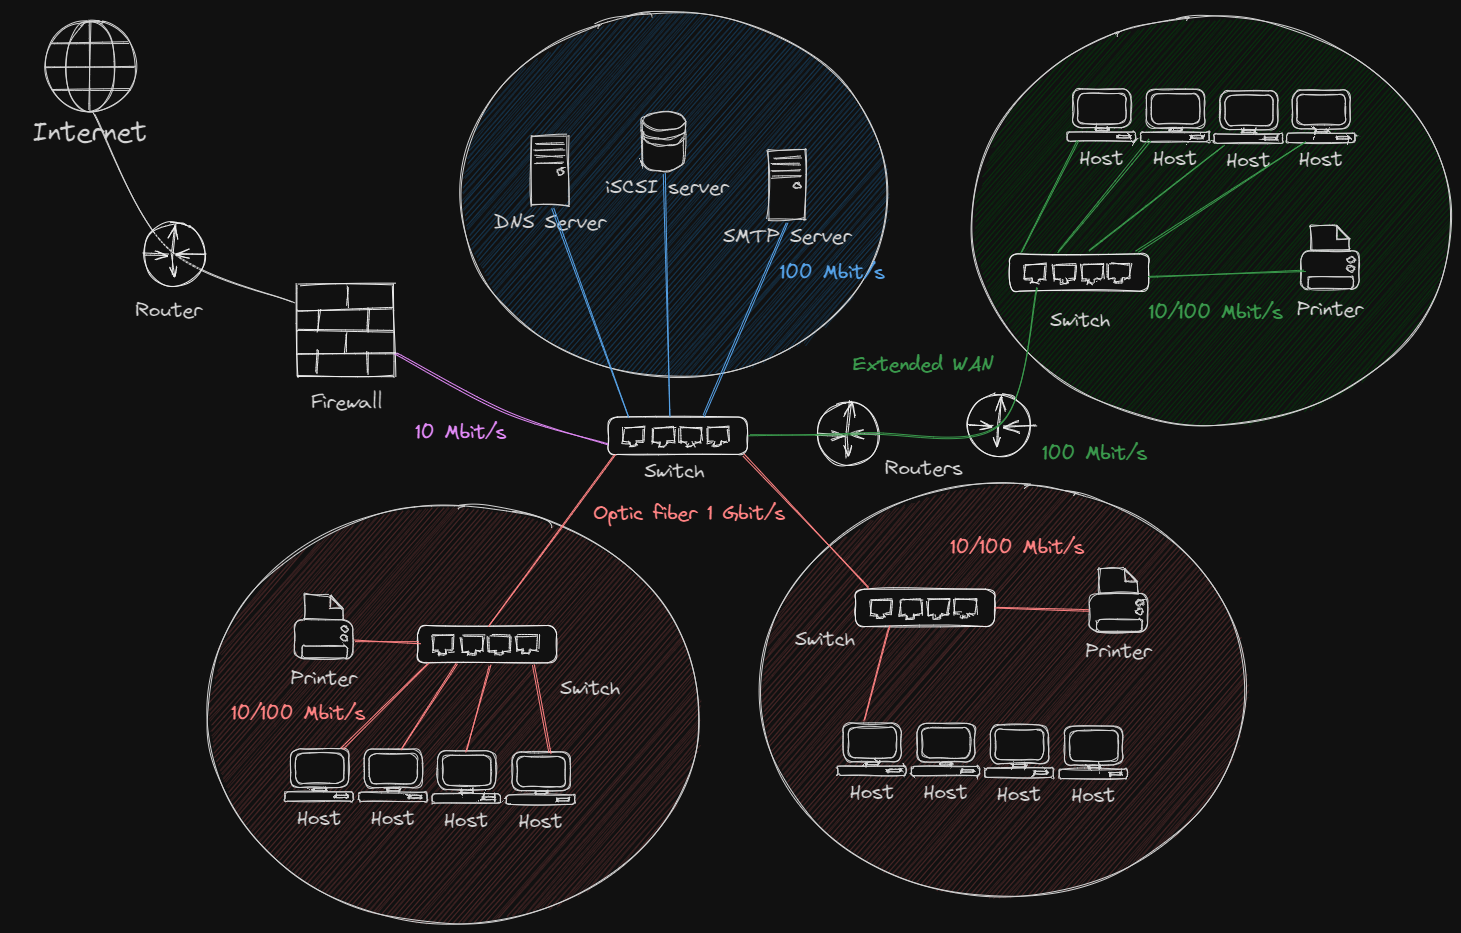 Internet
Router
Firewall
10 Mbit/s
DNS Server
iSCSI server
SMTP Server
100 Mbit/s
Switch
Optic fiber 1 Gbit/s
Extended WAN
Routers
100 Mbit/s
Host
Host
Host
Host
Switch
10/100 Mbit/s
Printer
Printer
10/100 Mbit/s
Switch
Host
Host
Host
Host
10/100 Mbit/s
Switch
Printer
Host
Host
Host
Host